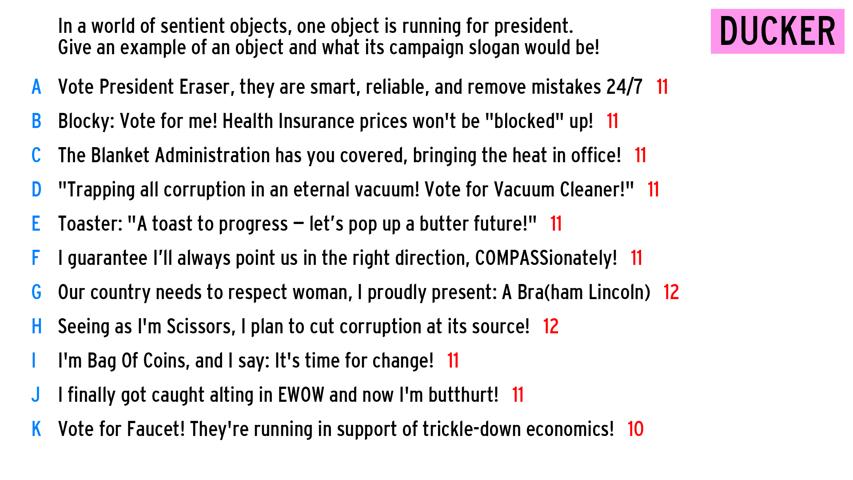 In a world of sentient objects, one object is running for president.
Give an example of an object and what its campaign slogan would be!
DUCKER
A Vote President Eraser, they are smart, reliable, and remove mistakes 24/7 11
B Blocky: Vote for me! Health Insurance prices won't be "blocked" up! 11
C The Blanket Administration has you covered, bringing the heat in office! 11
D "Trapping all corruption in an eternal vacuum! Vote for Vacuum Cleaner!" 11
E Toaster: "A toast to progress – let’s pop up a butter future!" 11
F I guarantee I’ll always point us in the right direction, COMPASSionately! 11
G Our country needs to respect woman, I proudly present: A Bra(ham Lincoln) 12
H Seeing as I'm Scissors, I plan to cut corruption at its source! 12
I I'm Bag Of Coins, and I say: It's time for change! 11
J I finally got caught alting in EWOW and now I'm butthurt! 11
K Vote for Faucet! They're running in support of trickle-down economics! 10